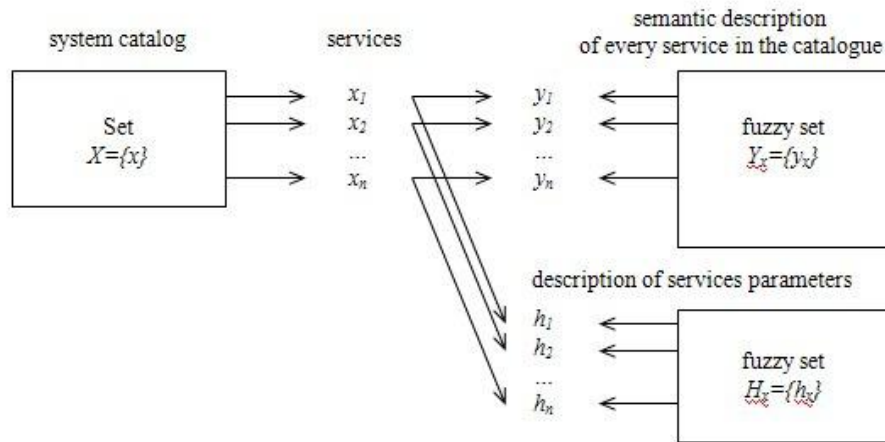 system catalog
services
semantic description
of every service in the catalogue
Set
X={x}
x1
x2
...
xn
y1
y2
...
yn
fuzzy set
Yx={yx}
description of services parameters
h1
h2
...
hn
fuzzy set
Hx={hx}